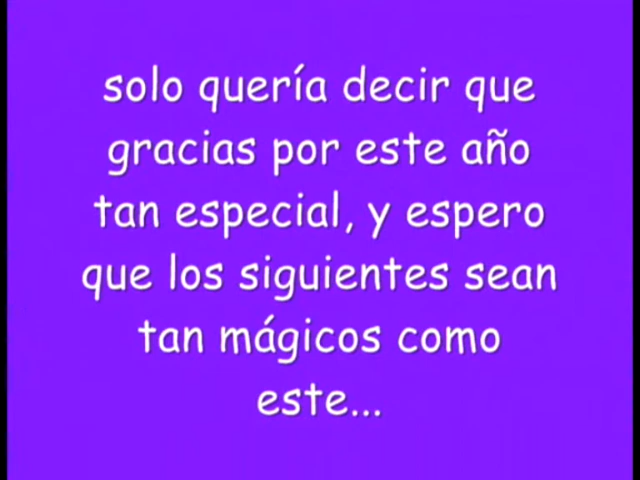 solo quería decir que
gracias por este año
tan especial, y espero
que los siguientes sean
tan mágicos como
este...